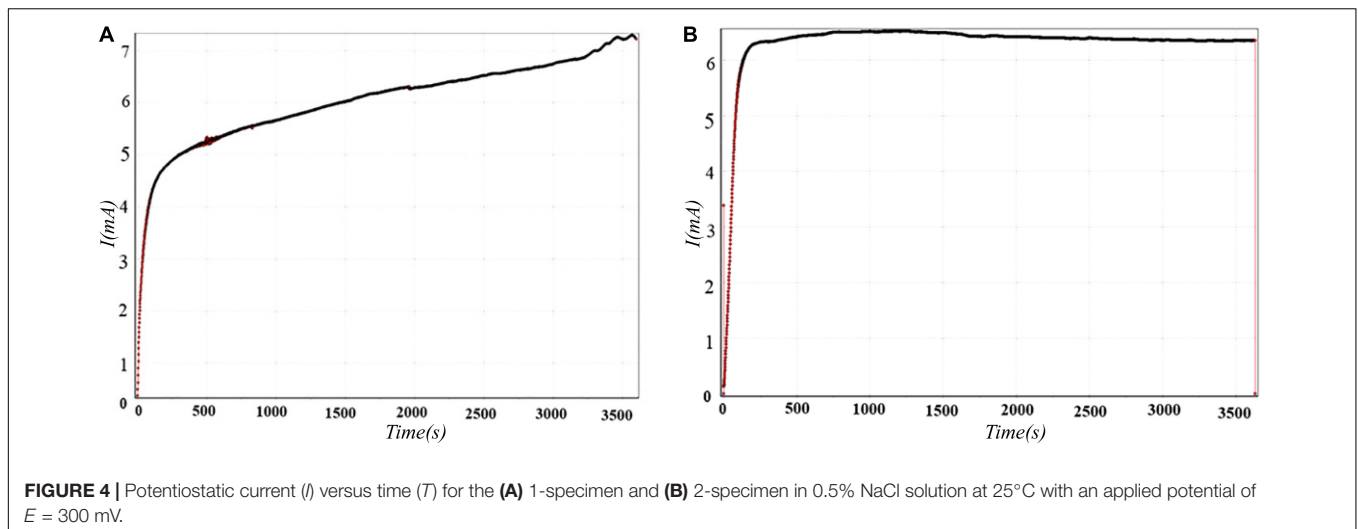 A
B
I(mA)
7
6
5
4
3
2
1
0
0 500 1000 1500 2000 2500 3000 3500
Time(s)
I(mA)
6
5
4
3
2
1
0
0 500 1000 1500 2000 2500 3000 3500
Time(s)
FIGURE 4 | Potentiostatic current (I) versus time (T) for the (A) 1-specimen and (B) 2-specimen in 0.5% NaCl solution at 25°C with an applied potential of
E = 300 mV.